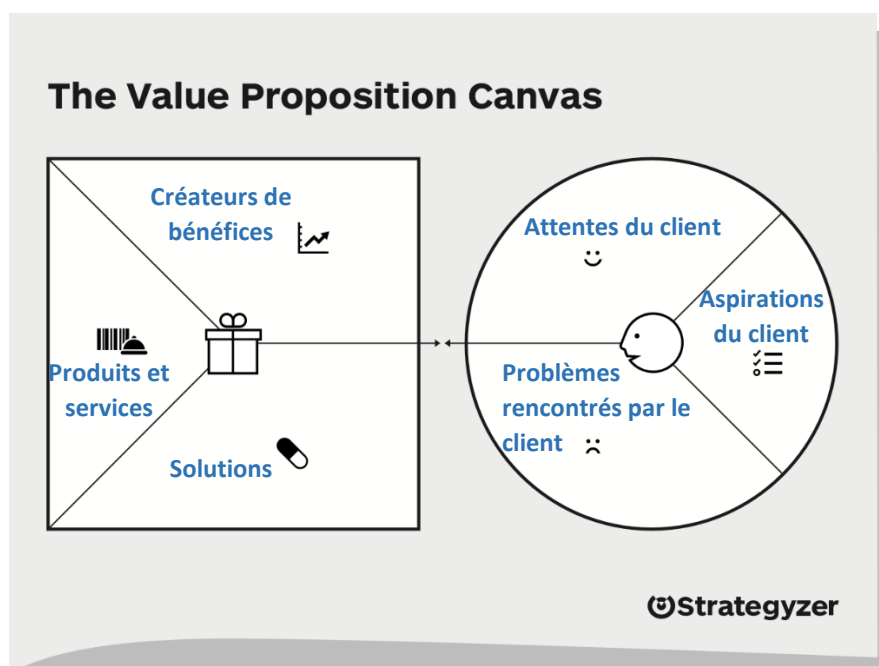 The Value Proposition Canvas
Créateurs de
bénéfices
Produits et
services
Solutions
Attentes du client
Aspirations
du client
Problèmes
rencontrés par le
client
Strategyzer